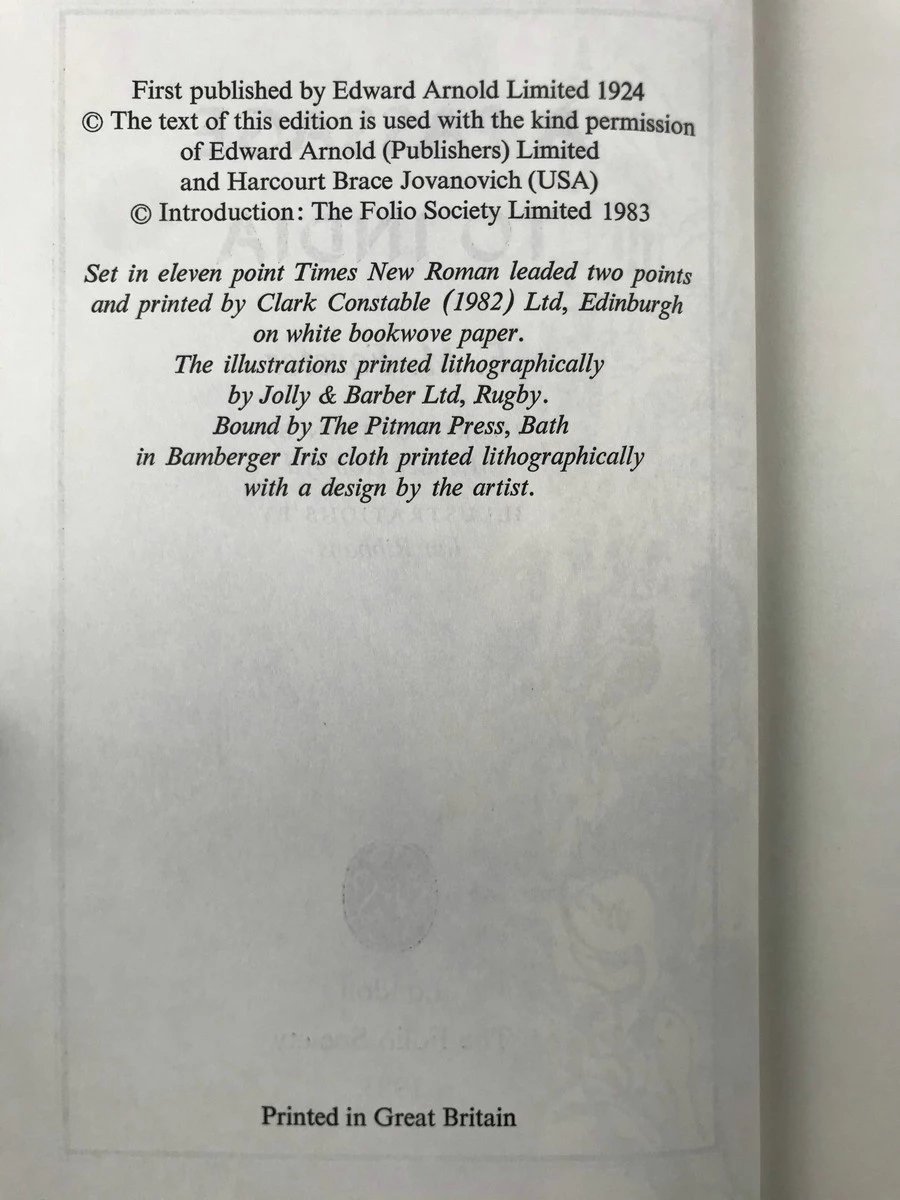 First published by Edward Arnold Limited 1924
© The text of this edition is used with the kind permission
of Edward Arnold (Publishers) Limited
and Harcourt Brace Jovanovich (USA)
© Introduction: The Folio Society Limited 1983
Set in eleven point Times New Roman leaded two points
and printed by Clark Constable (1982) Ltd, Edinburgh
on white bookwove paper.
The illustrations printed lithographically
by Jolly & Barber Ltd, Rugby.
Bound by The Pitman Press, Bath
in Bamberger Iris cloth printed lithographically
with a design by the artist.
Printed in Great Britain